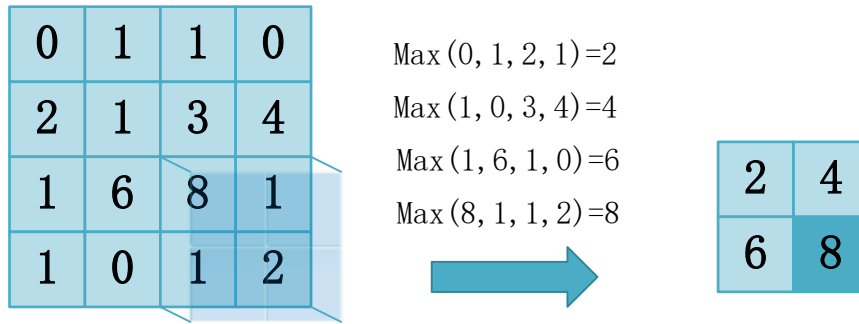 0 1 1 0
2 1 3 4
1 6 8 1
1 0 1 2
Max(0,1,2,1)=2
Max(1,0,3,4)=4
Max(1,6,1,0)=6
Max(8,1,1,2)=8
2 4
6 8